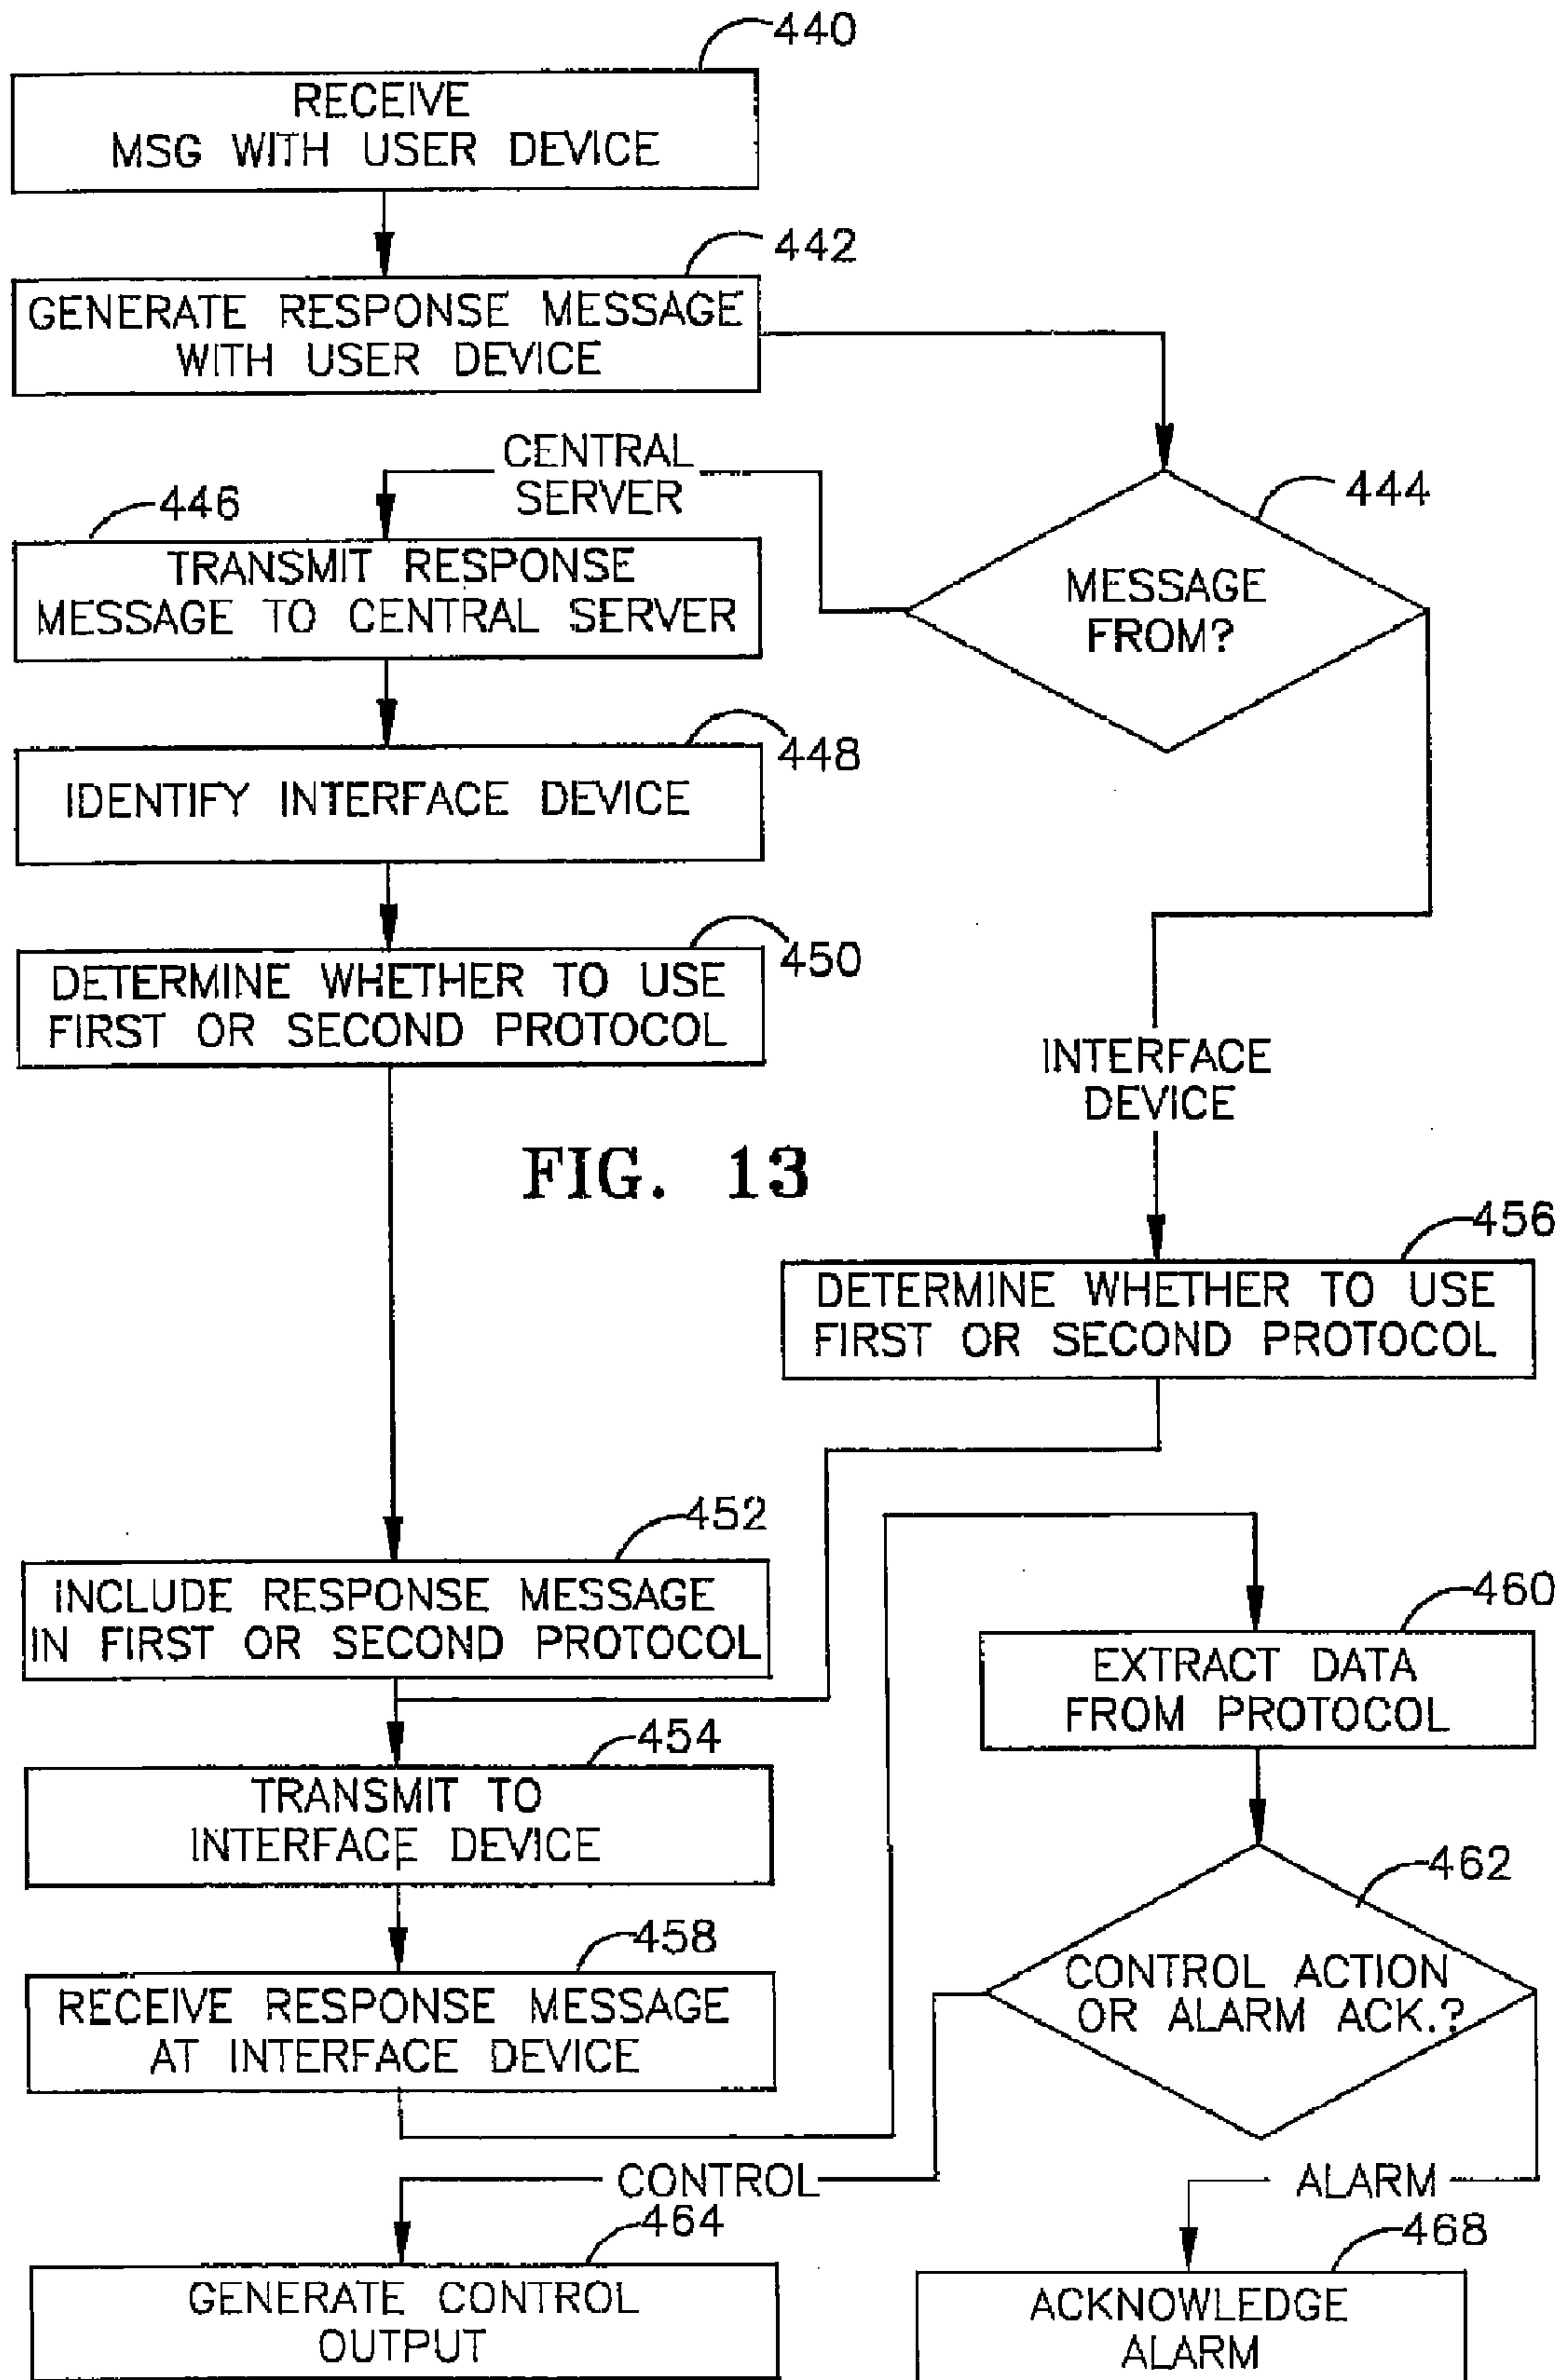 440
RECEIVE
MSG WITH USER DEVICE
442
GENERATE RESPONSE MESSAGE
WITH USER DEVICE
CENTRAL
SERVER
444
MESSAGE
FROM?
446
TRANSMIT RESPONSE
MESSAGE TO CENTRAL SERVER
448
IDENTIFY INTERFACE DEVICE
450
DETERMINE WHETHER TO USE
FIRST OR SECOND PROTOCOL
INTERFACE
DEVICE
FIG. 13
456
DETERMINE WHETHER TO USE
FIRST OR SECOND PROTOCOL
452
INCLUDE RESPONSE MESSAGE
IN FIRST OR SECOND PROTOCOL
454
TRANSMIT TO
INTERFACE DEVICE
458
RECEIVE RESPONSE MESSAGE
AT INTERFACE DEVICE
460
EXTRACT DATA
FROM PROTOCOL
462
CONTROL ACTION
OR ALARM ACK.?
CONTROL
464
GENERATE CONTROL
OUTPUT
ALARM
468
ACKNOWLEDGE
ALARM